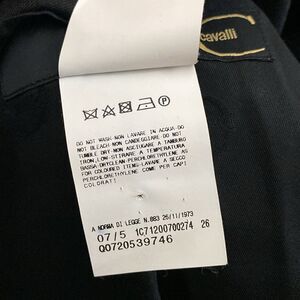 cavalli
DO NOT WASH-NON LAVARE IN ACQUA-DO
NOT BLEACH-NON CANDEGGIARE- DO NOT
TUMBLE DRY-NON ASCIUGARE A TAMBURO
IRON,LOW-STIRARE A TEMPERATURA
BASSA-DRYCLEAN-PERCHLORETHYLENE AS
FOR COLOURED ITEMS-LAVARE A SECCO
PERCHLORETHYLENE COME PER CAPI
COLORATI
A NORMA DI LEGGE N.883 26/11/1973
07/5 1C71200700274 26
QO720539746